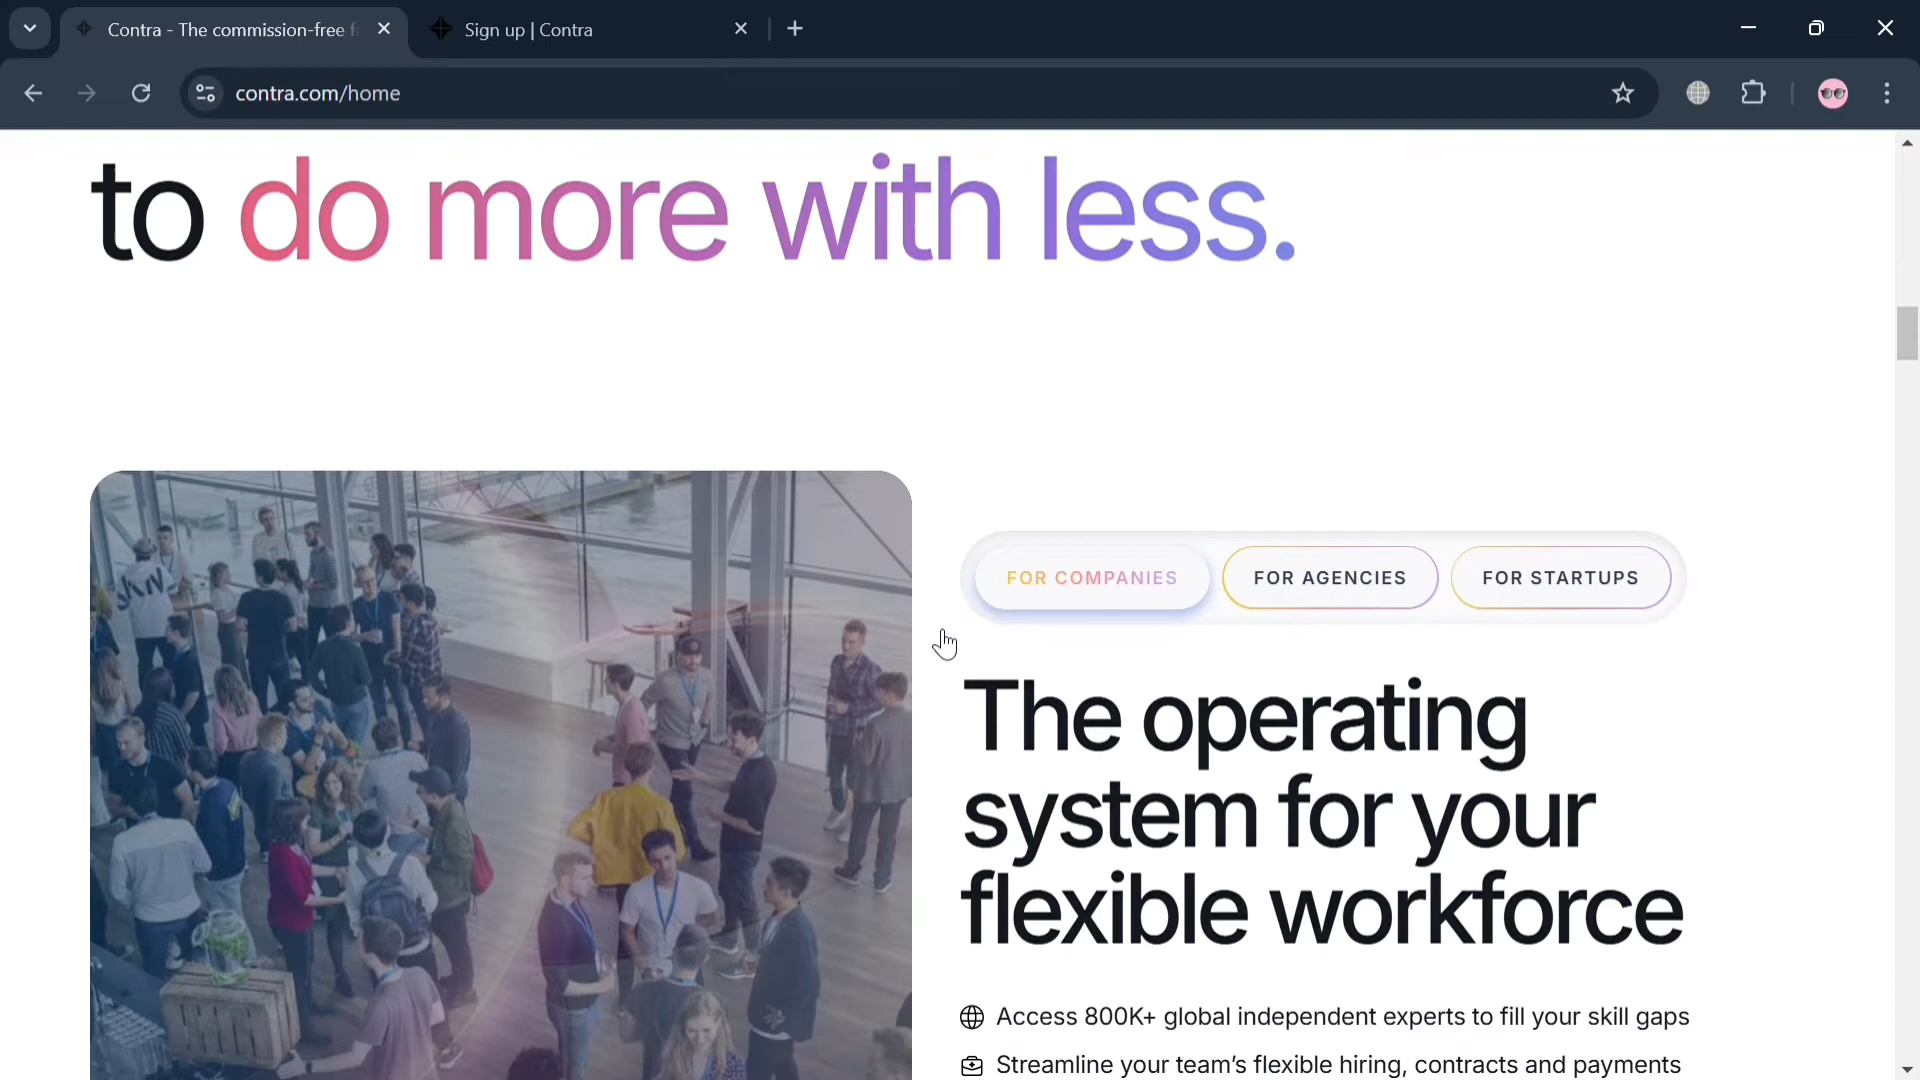 Contra - The commission-free f
Sign up | Contra
contra.com/home
to do more with less.
FOR COMPANIES
FOR AGENCIES
FOR STARTUPS
The operating
system for your
flexible workforce
Access 800K+ global independent experts to fill your skill gaps
Streamline your team's flexible hiring, contracts and payments